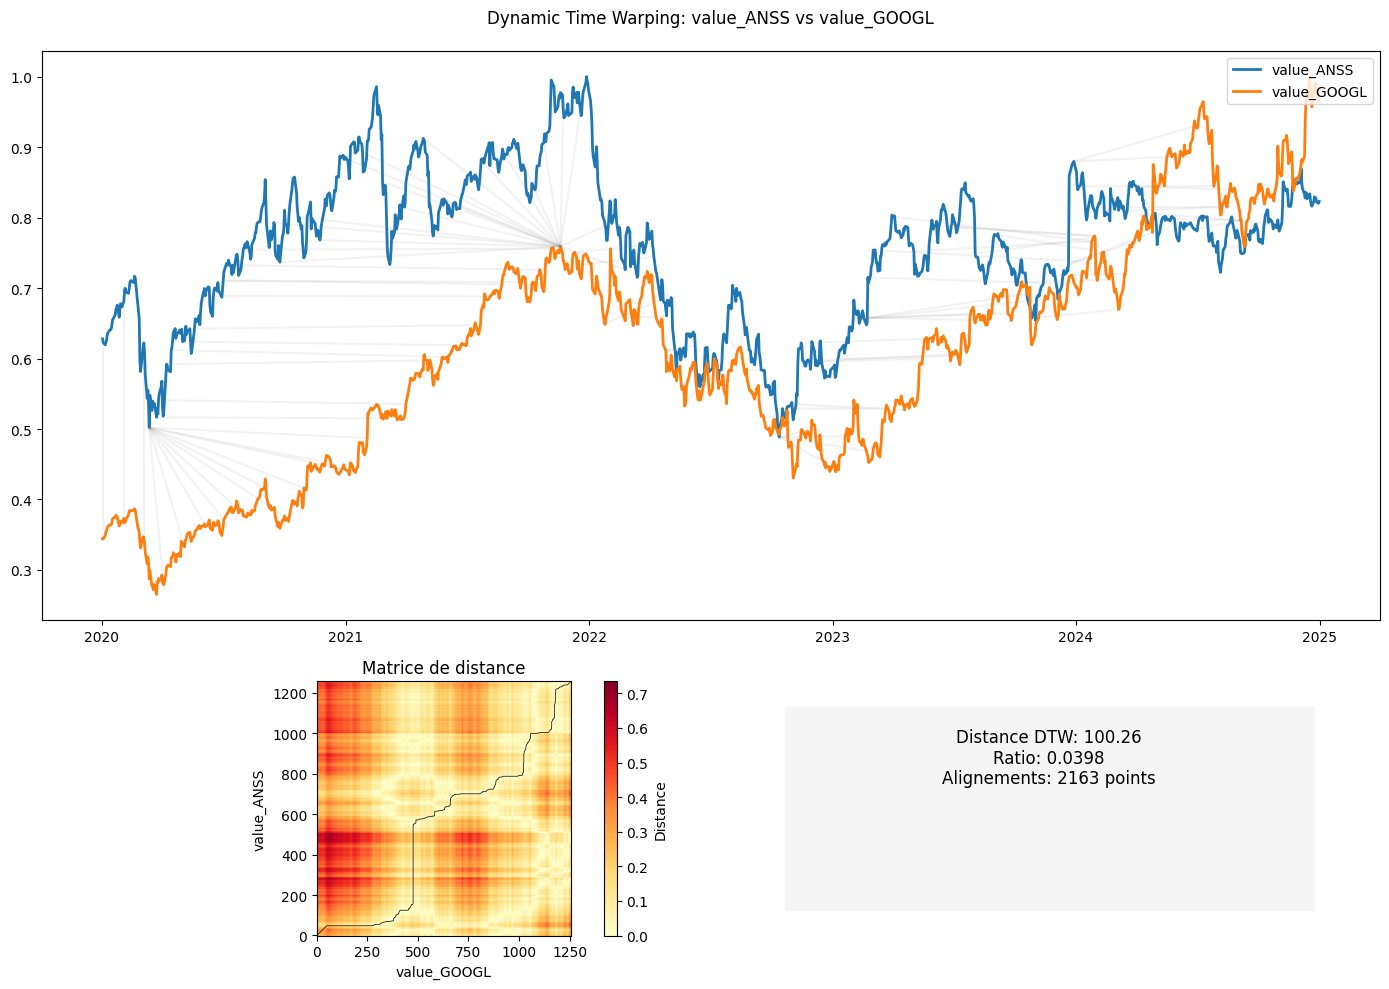 Dynamic Time Warping: value_ANSS vs value_GOOGL
value_ANSS
value_GOOGL
1.0
0.9
0.8
0.7
0.6
0.5
0.4
0.3
2020 2021 2022 2023 2024 2025
Matrice de distance
value_ANSS
1200
1000
800
600
400
200
0
0 250 500 750 1000 1250
value_GOOGL
0.7
0.6
0.5
0.4
0.3
0.2
0.1
0.0
Distance
Distance DTW: 100.26
Ratio: 0.0398
Alignements: 2163 points